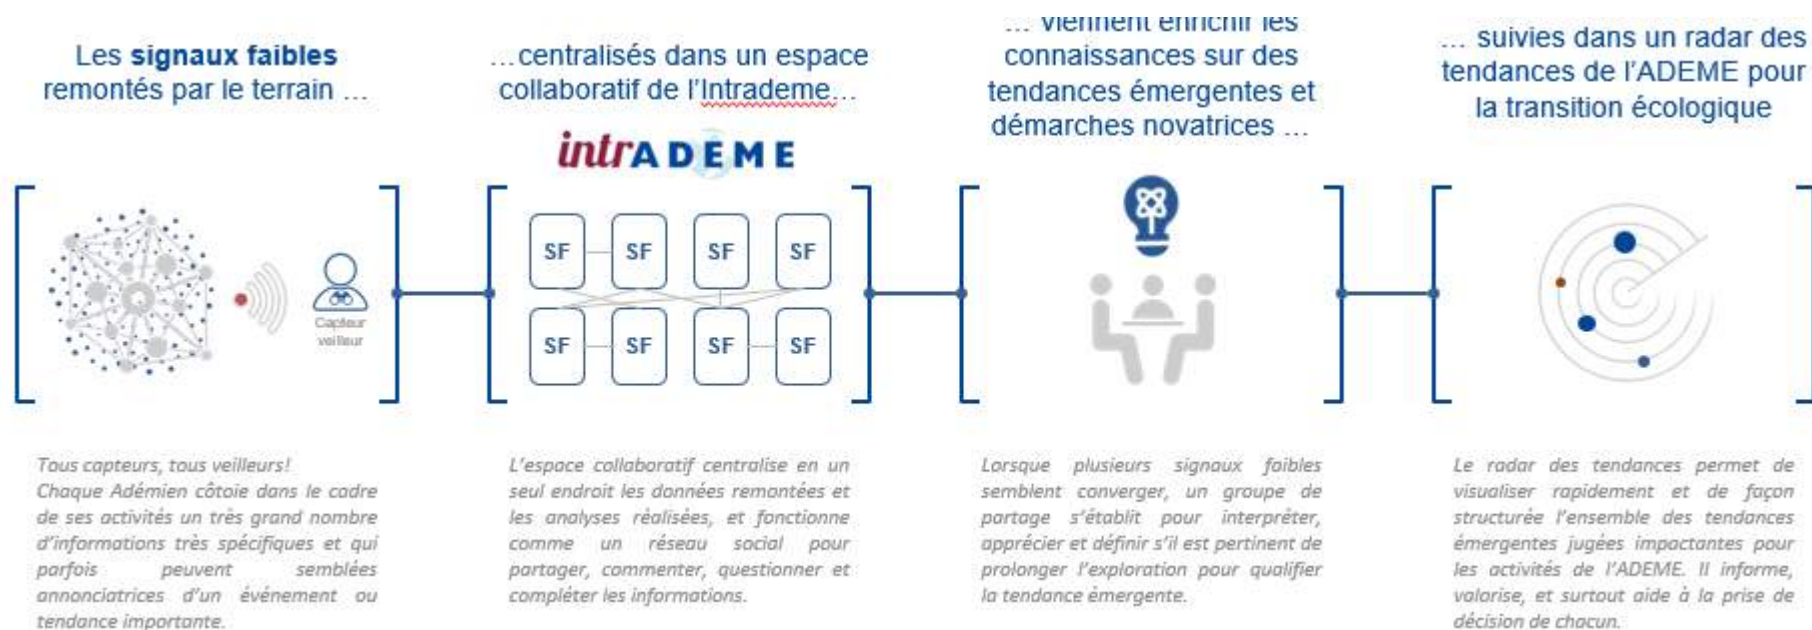 Les signaux faibles
remontés par le terrain ...
...centralisés dans un espace
collaboratif de l'Intrademe...
... viennent enrichir les
connaissances sur des
tendances émergentes et
démarches novatrices ...
... suivies dans un radar des
tendances de l'ADEME pour
la transition écologique
intrADEME
Capteur
veilleur
SF SF SF SF
SF SF SF SF
Tous capteurs, tous veilleurs!
Chaque Adémien côtoie dans le cadre
de ses activités un très grand nombre
d'informations très spécifiques et qui
parfois peuvent semblées
annonciatrices d'un événement ou
tendance importante.
L'espace collaboratif centralise en un
seul endroit les données remontées et
les analyses réalisées, et fonctionne
comme un réseau social pour
partager, commenter, questionner et
compléter les informations.
Lorsque plusieurs signaux faibles
semblent converger, un groupe de
partage s'établit pour interpréter,
apprécier et définir s'il est pertinent de
prolonger l'exploration pour qualifier
la tendance émergente.
Le radar des tendances permet de
visualiser rapidement et de façon
structurée l'ensemble des tendances
émergentes jugées impactantes pour
les activités de l'ADEME. Il informe,
valorise, et surtout aide à la prise de
décision de chacun.